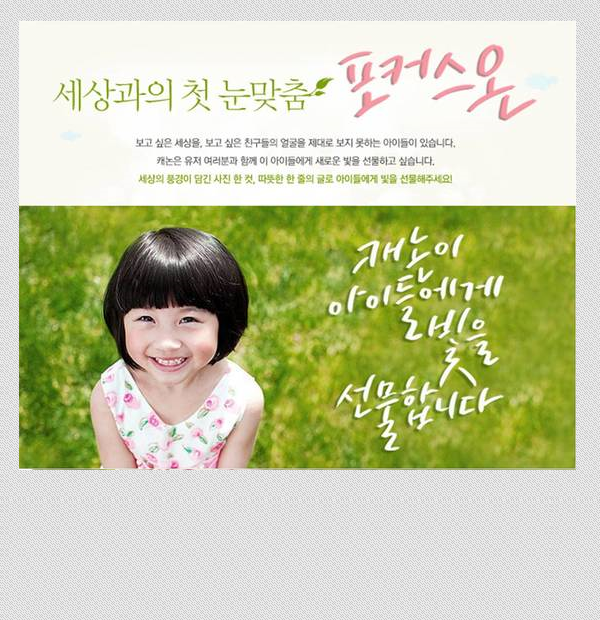 세상과의 첫 눈맞춤 포커스온
보고 싶은 세상을, 보고 싶은 친구들의 얼굴을 제대로 보지 못하는 아이들이 있습니다.
캐논은 유저 여러분과 함께 이 아이들에게 새로운 빛을 선물하고 싶습니다.
세상의 풍경이 담긴 사진 한 컷, 따뜻한 한 줄의 글로 아이들에게 빛을 선물해주세요!
캐논이
아이들에게
빛을
선물합니다